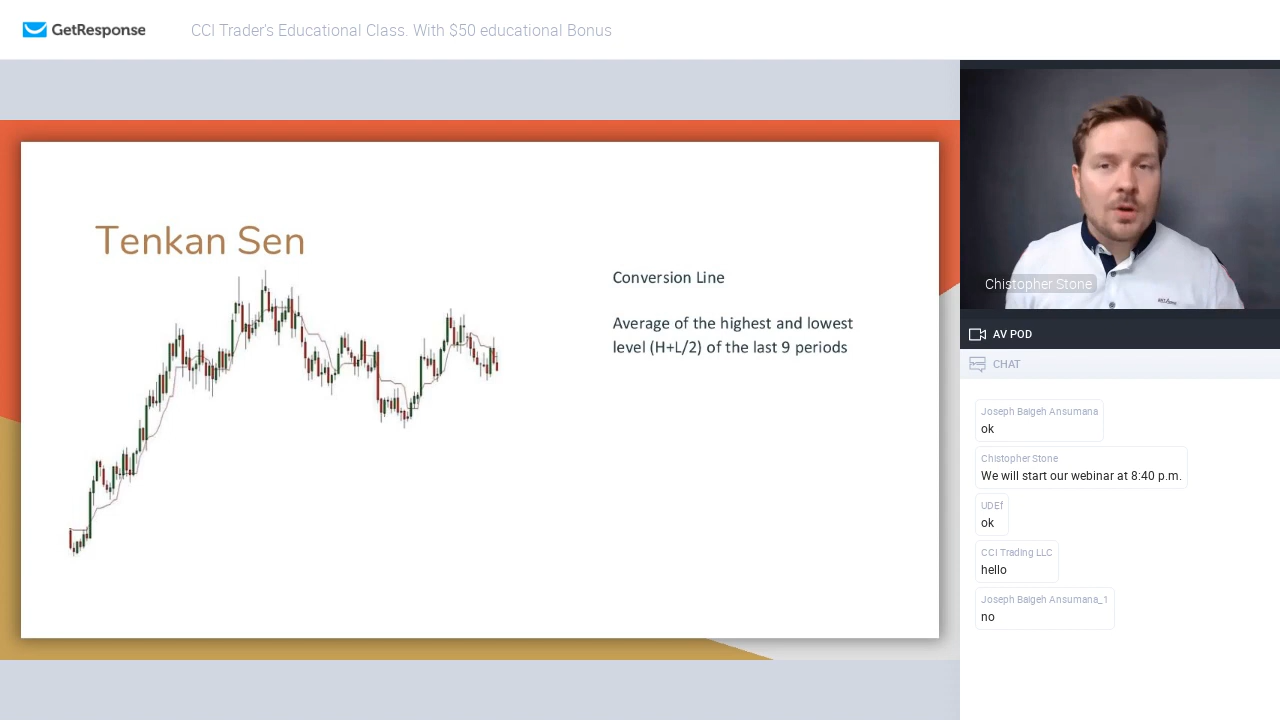 GetResponse
CCI Trader's Educational Class. With $50 educational Bonus
Tenkan Sen
Conversion Line
Average of the highest and lowest
level (H+L/2) of the last 9 periods
Chistopher Stone
AV POD
CHAT
Joseph Baigeh Ansumana
ok
Chistopher Stone
We will start our webinar at 8:40 p.m.
UDEf
ok
CCI Trading LLC
hello
Joseph Baigeh Ansumana_1
no